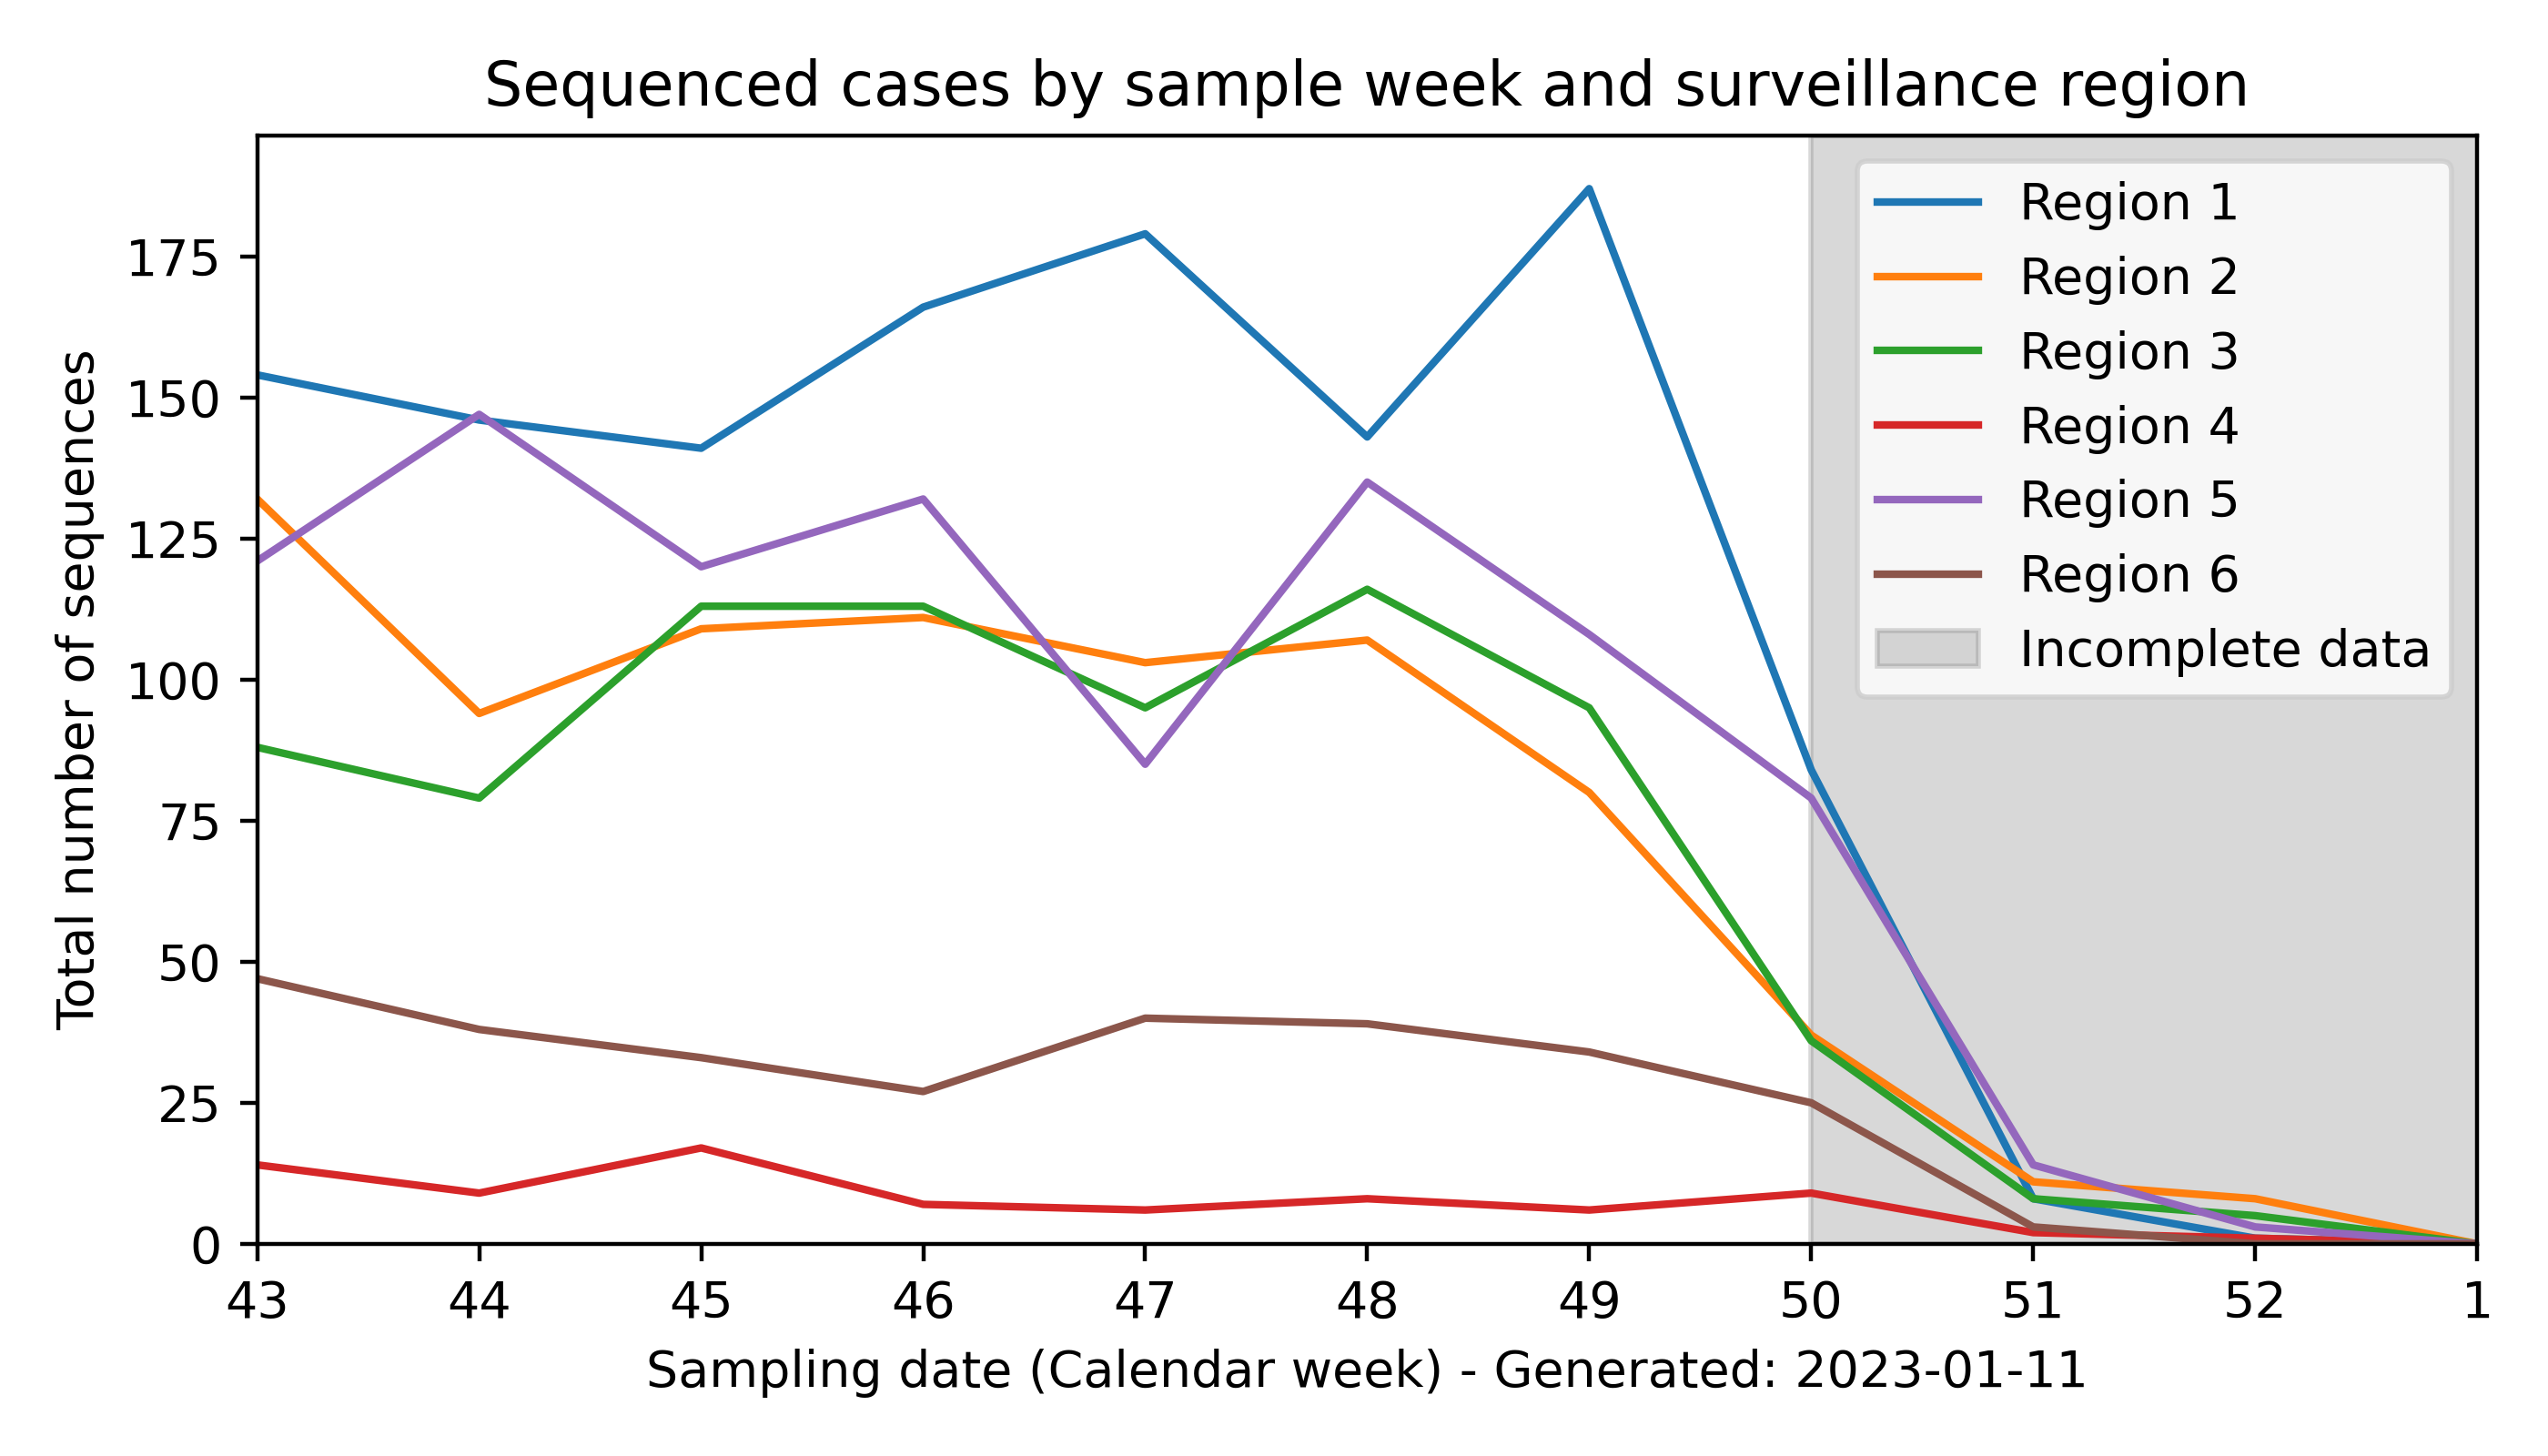 Sequenced cases by sample week and surveillance region
Total number of sequences
175
150
125
100
75
50
25
0
Region 1
Region 2
Region 3
Region 4
Region 5
Region 6
Incomplete data
43 44 45 46 47 48 49 50 51 52 1
Sampling date (Calendar week) - Generated: 2023-01-11